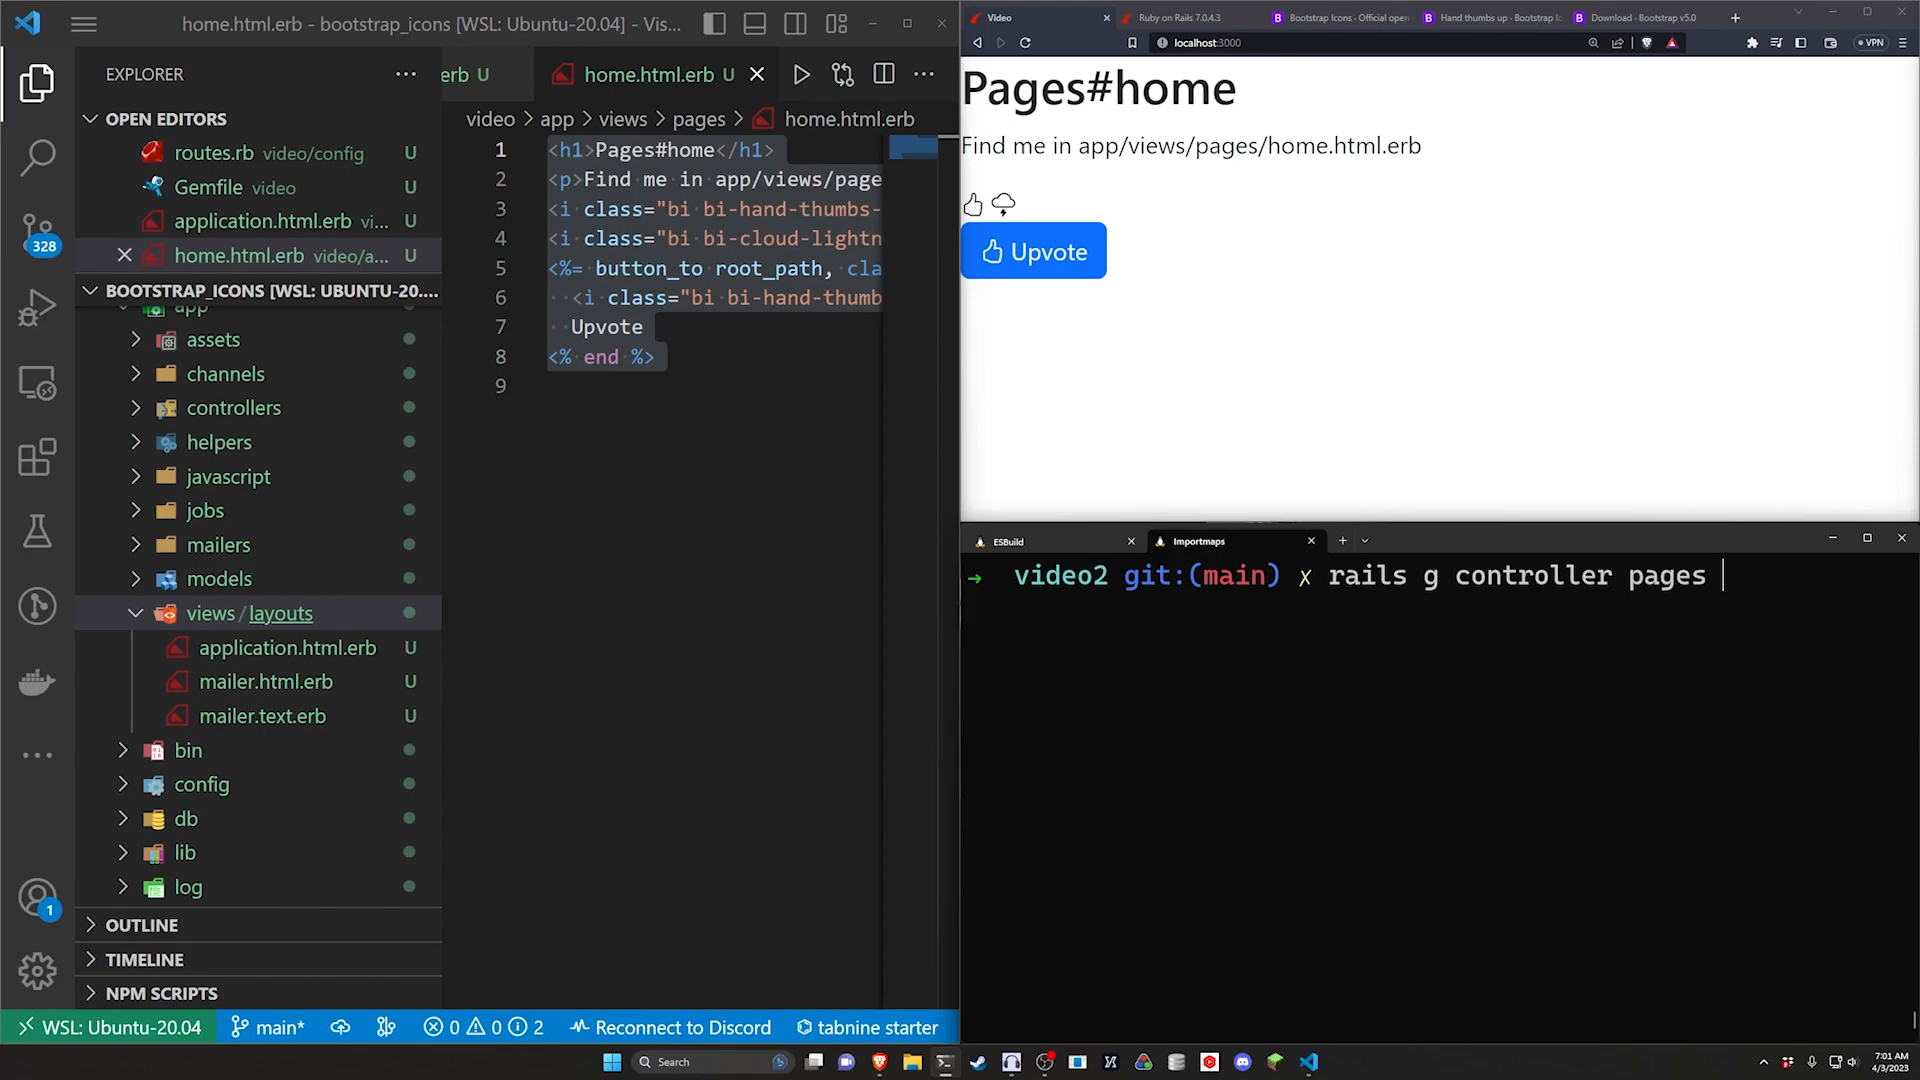 home.html.erb - bootstrap_icons [WSL: Ubuntu-20.04] - Vis...
EXPLORER
OPEN EDITORS
routes.rb video/config U
Gemfile video U
application.html.erb vi... U
home.html.erb video/a... U
BOOTSTRAP_ICONS [WSL: UBUNTU-20....
app
assets
channels
controllers
helpers
javascript
jobs
mailers
models
views/layouts
application.html.erb U
mailer.html.erb U
mailer.text.erb U
bin
config
db
lib
log
OUTLINE
TIMELINE
NPM SCRIPTS
328
1
erb U
home.html.erb U
video > app > views > pages > home.html.erb
1 <h1>Pages#home</h1>
2 <p>Find me in app/views/page
3 <i class="bi bi-hand-thumbs-
4 <i class="bi bi-cloud-lightn
5 <%= button_to root_path, cla
6 <i class="bi bi-hand-thumb
7 Upvote
8 <% end %>
9
WSL: Ubuntu-20.04 main* 0 0 2 Reconnect to Discord tabnine starter
Video
Ruby on Rails 7.0.4.3
Bootstrap Icons · Official open
Hand thumbs up · Bootstrap Ic
Download · Bootstrap v5.0
localhost:3000
VPN
Pages#home
Find me in app/views/pages/home.html.erb
Upvote
ESBuild
Importmaps
→ video2 git:(main) x rails g controller pages
Search
7:01 AM
4/3/2023